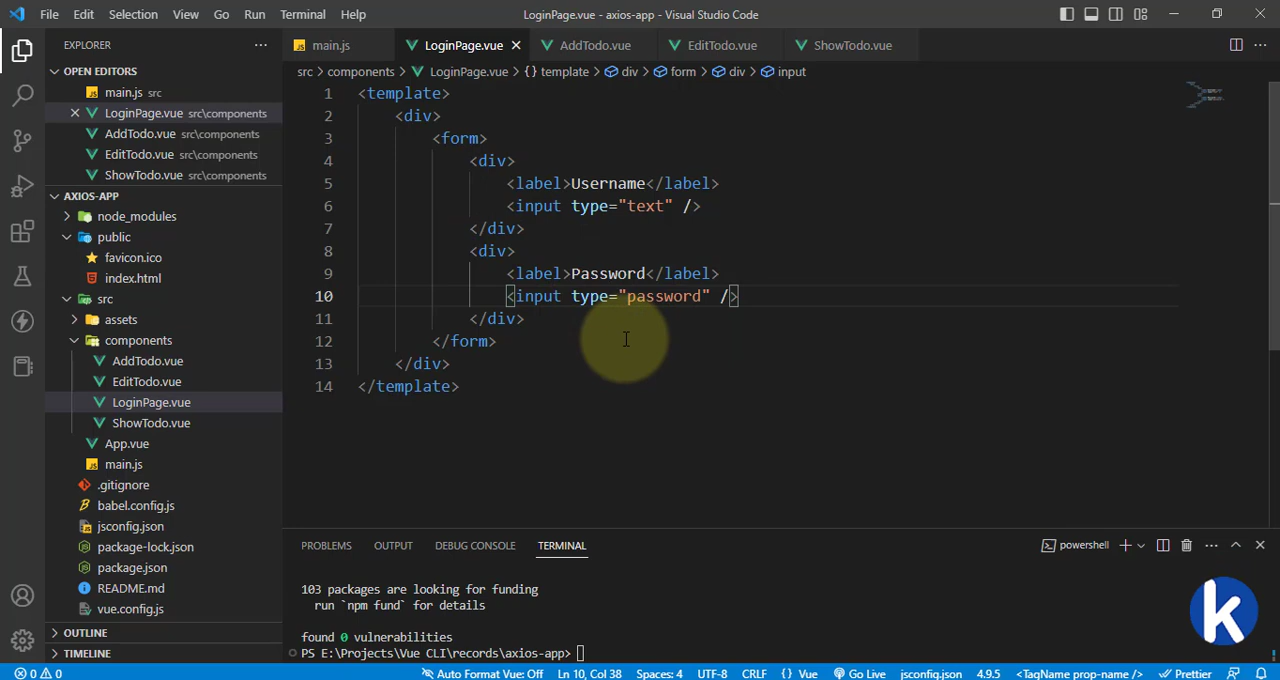 File Edit Selection View Go Run Terminal Help LoginPage.vue - axios-app - Visual Studio Code
EXPLORER
OPEN EDITORS
JS main.js src
LoginPage.vue src\components
AddTodo.vue src\components
EditTodo.vue src\components
ShowTodo.vue src\components
AXIOS-APP
node_modules
public
favicon.ico
index.html
src
assets
components
AddTodo.vue
EditTodo.vue
LoginPage.vue
ShowTodo.vue
App.vue
JS main.js
.gitignore
babel.config.js
jsconfig.json
package-lock.json
package.json
README.md
vue.config.js
OUTLINE
TIMELINE
JS main.js LoginPage.vue AddTodo.vue EditTodo.vue ShowTodo.vue
src > components > LoginPage.vue > {} template > div > form > div > input
1 <template>
2 <div>
3 <form>
4 <div>
5 <label>Username</label>
6 <input type="text" />
7 </div>
8 <div>
9 <label>Password</label>
10 <input type="password" />
11 </div>
12 </form>
13 </div>
14 </template>
PROBLEMS OUTPUT DEBUG CONSOLE TERMINAL powershell
103 packages are looking for funding
run `npm fund` for details
found 0 vulnerabilities
PS E:\Projects\Vue CLI\records\axios-app>
k
0 0 Auto Format Vue: Off Ln 10, Col 38 Spaces: 4 UTF-8 CRLF {} Vue Go Live jsconfig.json 4.9.5 <TagName prop-name /> Prettier